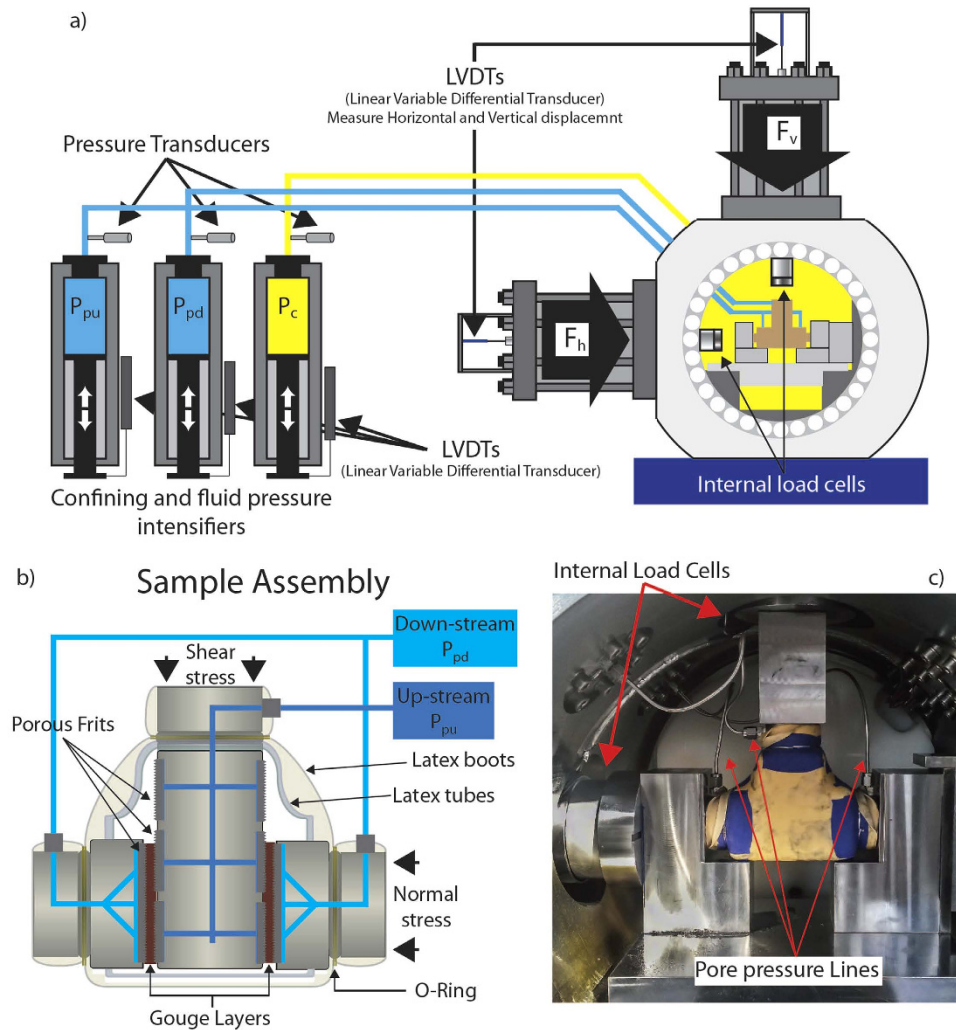 a)
LVDTs
(Linear Variable Differential Transducer)
Measure Horizontal and Vertical displacemnt
Fv
Pressure Transducers
Ppu
Ppd
Pc
Fh
LVDTs
(Linear Variable Differential Transducer)
Internal load cells
Confining and fluid pressure
intensifiers
b)
Sample Assembly
Down-stream
Ppd
Shear
stress
Up-stream
Ppu
Porous Frits
Latex boots
Latex tubes
Normal
stress
O-Ring
Gouge Layers
Internal Load Cells
c)
Pore pressure Lines